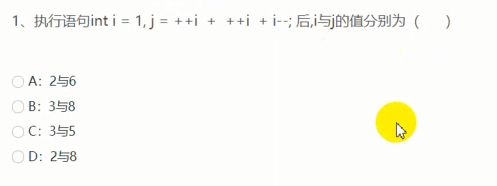 1、执行语句int i = 1, j = ++i + ++i + i--; 后,i与j的值分别为（ ）
A: 2与6
B: 3与8
C: 3与5
D: 2与8